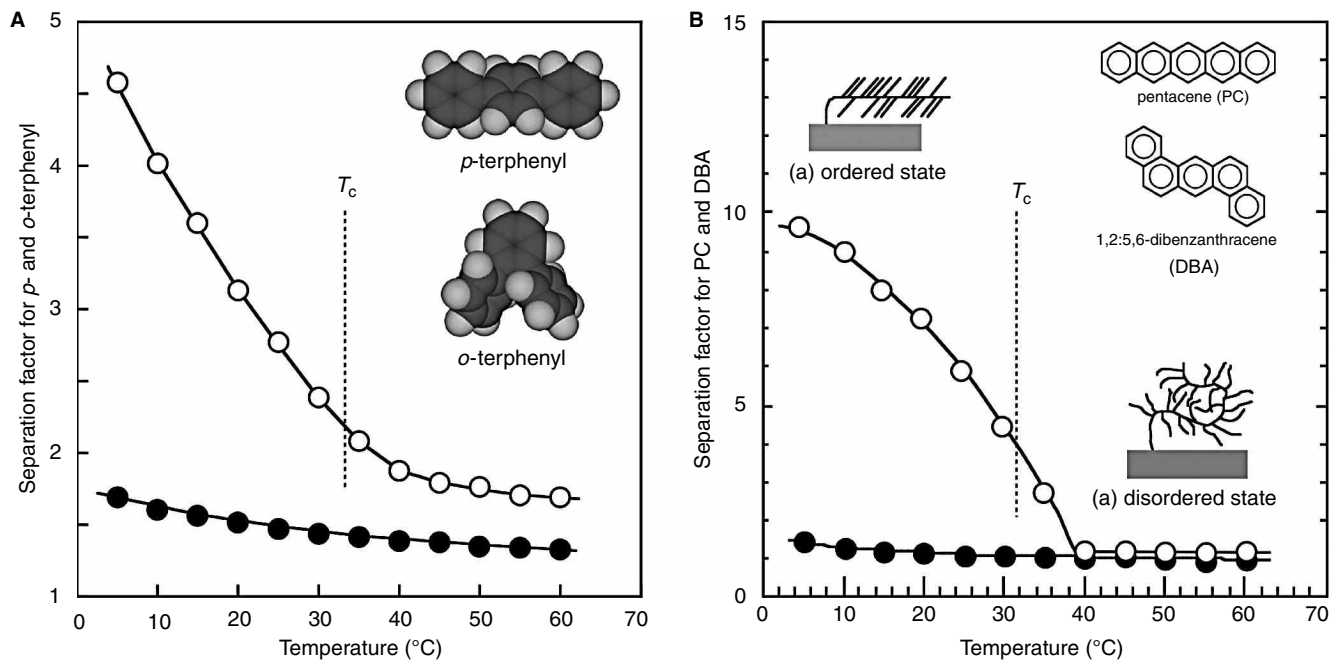 A
Separation factor for p- and o-terphenyl
5
4
3
2
1
p-terphenyl
Tc
o-terphenyl
0
10
20
30
40
50
60
70
Temperature (°C)
B
Separation factor for PC and DBA
15
10
5
0
(a) ordered state
pentacene (PC)
Tc
1,2:5,6-dibenzanthracene
(DBA)
(a) disordered state
0
10
20
30
40
50
60
70
Temperature (°C)